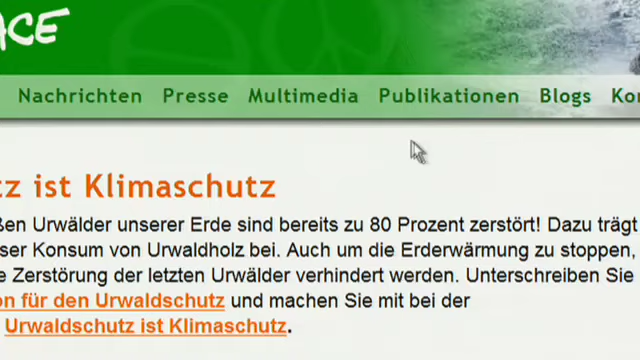 ACE
Nachrichten Presse Multimedia Publikationen Blogs Ko
tz ist Klimaschutz
ßen Urwälder unserer Erde sind bereits zu 80 Prozent zerstört! Dazu trägt
ser Konsum von Urwaldholz bei. Auch um die Erderwärmung zu stoppen,
e Zerstörung der letzten Urwälder verhindert werden. Unterschreiben Sie
on für den Urwaldschutz und machen Sie mit bei der
Urwaldschutz ist Klimaschutz.